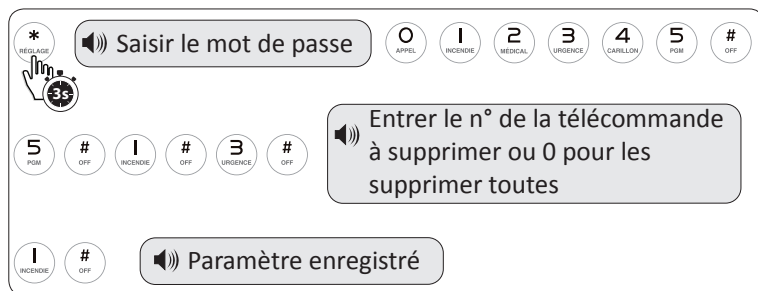 * RÉGLAGE 3s Saisir le mot de passe 0 APPEL 1 INCENDIE 2 MÉDICAL 3 URGENCE 4 CARILLON 5 PGM # OFF
5 PGM # OFF 1 INCENDIE # OFF 3 URGENCE # OFF
Entrer le n° de la télécommande
à supprimer ou 0 pour les
supprimer toutes
1 INCENDIE # OFF Paramètre enregistré